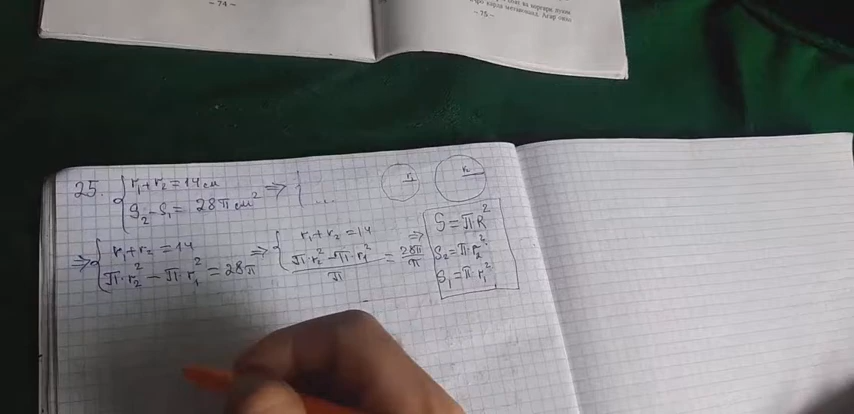 – 74 –
– 75 –
25. { r₁ + r₂ = 14 см
S₂ – S₁ = 28π см² ⇒ { ...
r₁
r₂
⇒ { r₁ + r₂ = 14
π · r₂² – π · r₁² = 28π
⇒ { r₁ + r₂ = 14
(π · r₂² – π · r₁²)/π = 28π/π ⇒
S = πR²
S₂ = π · r₂²
S₁ = π · r₁²